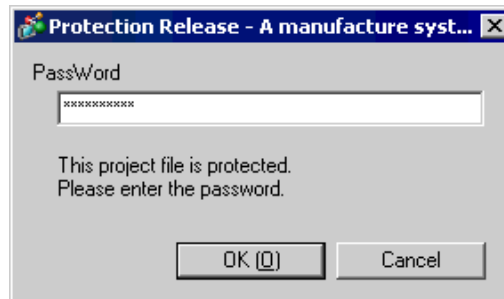 Protection Release - A manufacture syst...
PassWord
**********
This project file is protected.
Please enter the password.
OK (O)
Cancel